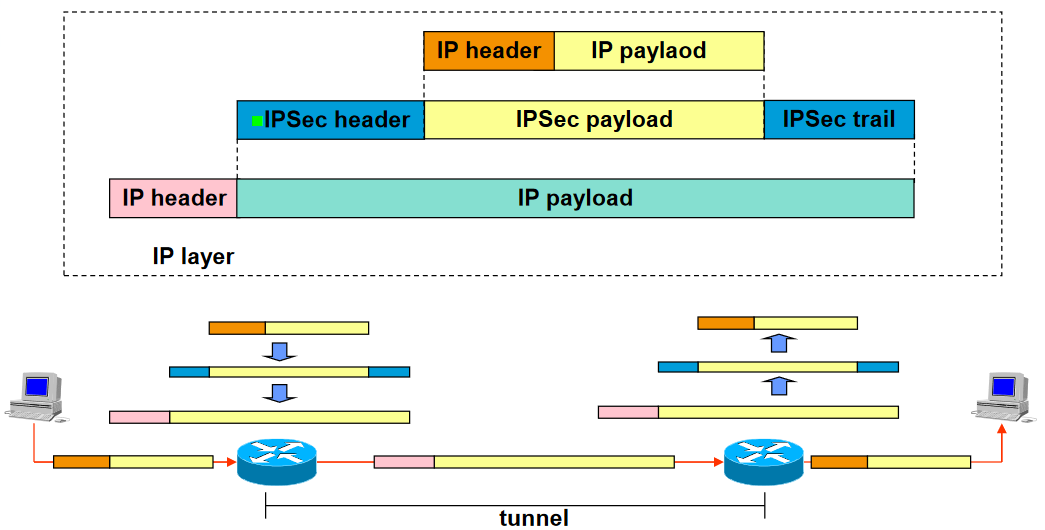 IP header IP paylaod
IPSec header IPSec payload IPSec trail
IP header IP payload
IP layer
tunnel